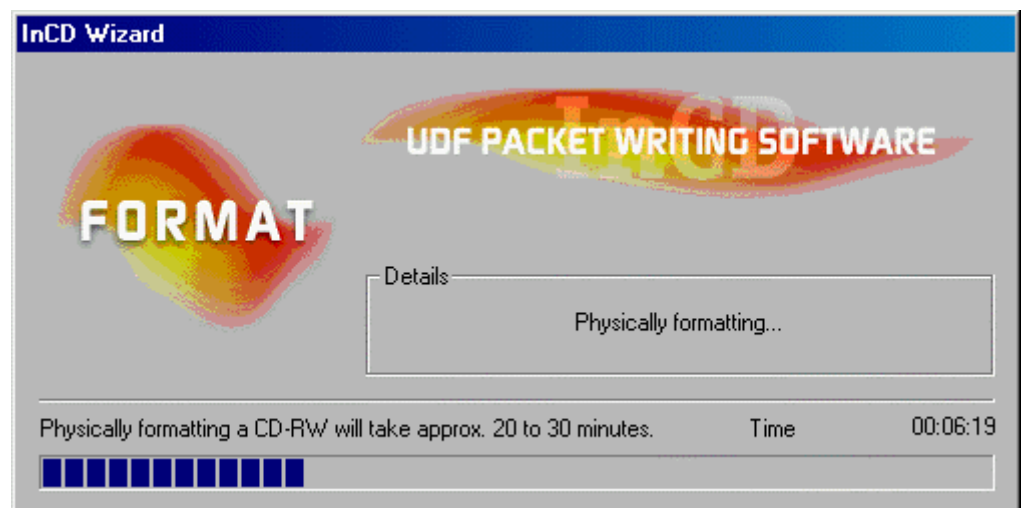 InCD Wizard
InCD
UDF PACKET WRITING SOFTWARE
FORMAT
Details
Physically formatting...
Physically formatting a CD-RW will take approx. 20 to 30 minutes. Time 00:06:19